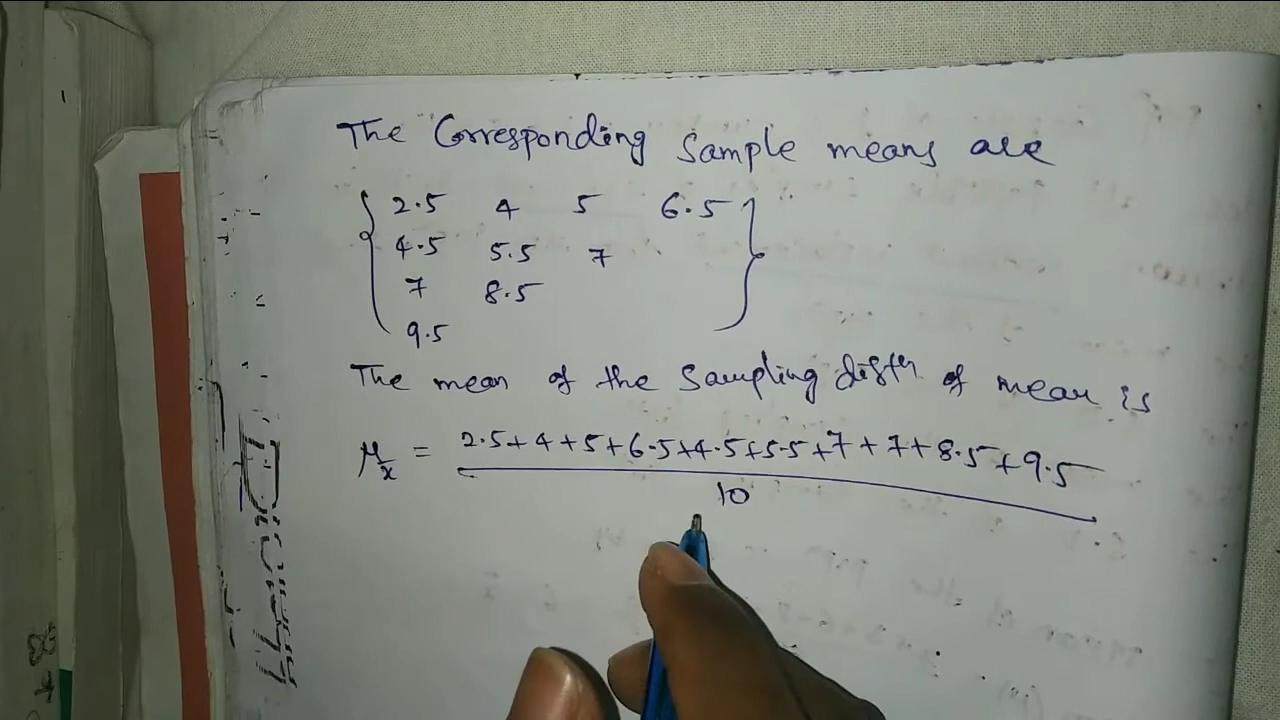 The Corresponding Sample means are
{ 2.5 4 5 6.5 }
4.5 5.5 7
7 8.5
9.5
The mean of the Sampling distn of mean is
μx̄ = 2.5+4+5+6.5+4.5+5.5+7+7+8.5+9.5
10